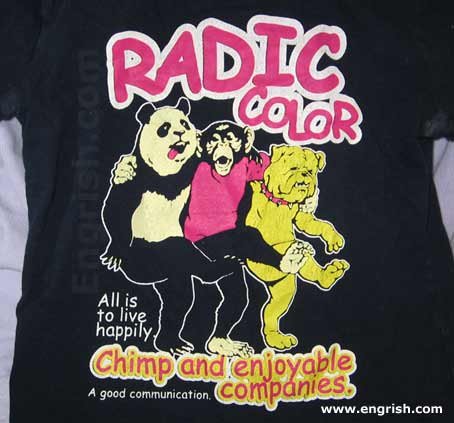 RADIC
COLOR
All is
to live
happily.
Chimp and enjoyable
companies.
A good communication.
www.engrish.com
Engrish.com